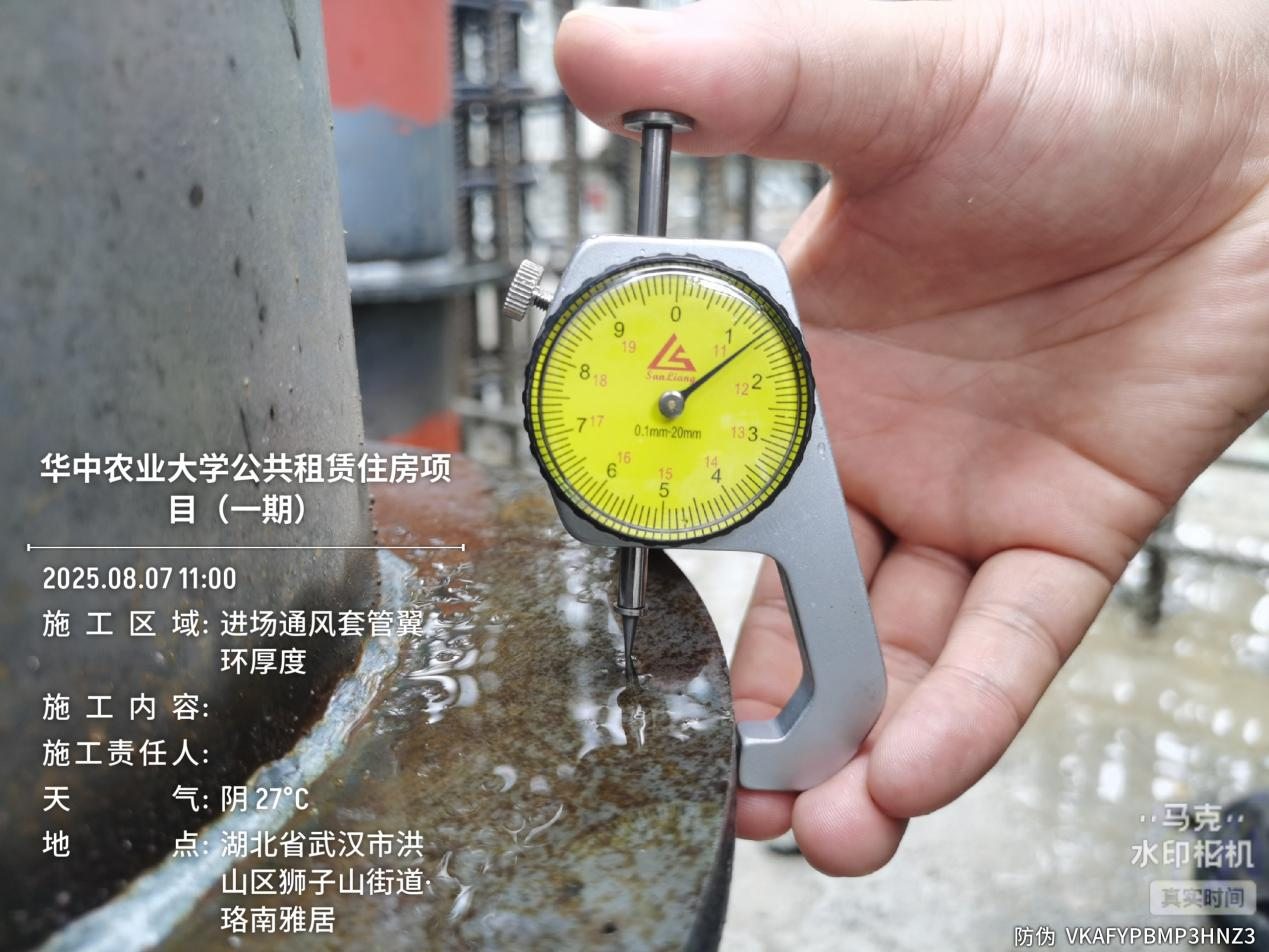 0
1
2
3
4
5
6
7
8
9
11
12
13
14
15
16
17
18
19
SanLiang
0.1mm-20mm
华中农业大学公共租赁住房项
目（一期）
2025.08.07 11:00
施工区域: 进场通风套管翼
环厚度
施工内容:
施工责任人:
天气: 阴 27°C
地点: 湖北省武汉市洪
山区狮子山街道·
珞南雅居
马克
水印相机
真实时间
防伪 VKAFYPBMP3HNZ3